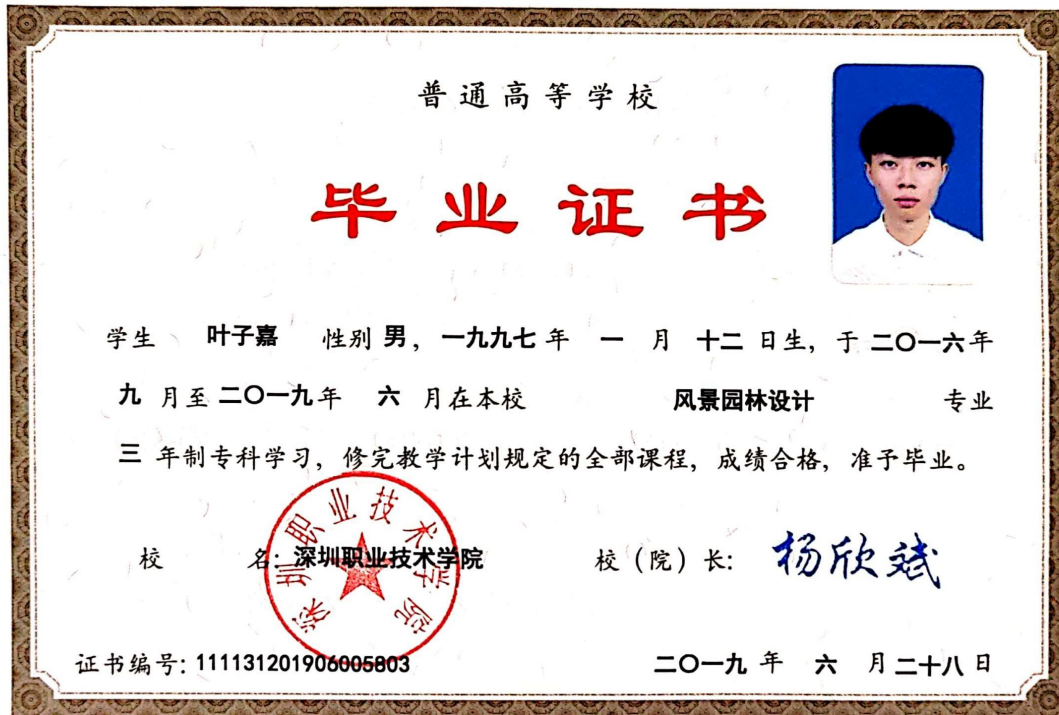 普通高等学校
毕业证书
学生 叶子嘉 性别 男，一九九七 年 一 月 十二 日生，于 二〇一六 年
九 月至 二〇一九 年 六 月在本校 风景园林设计 专业
三 年制专科学习，修完教学计划规定的全部课程，成绩合格，准予毕业。
校 名：深圳职业技术学院 校（院）长：杨欣斌
深圳职业技术学院
证书编号：111131201906005803 二〇一九 年 六 月 二十八 日